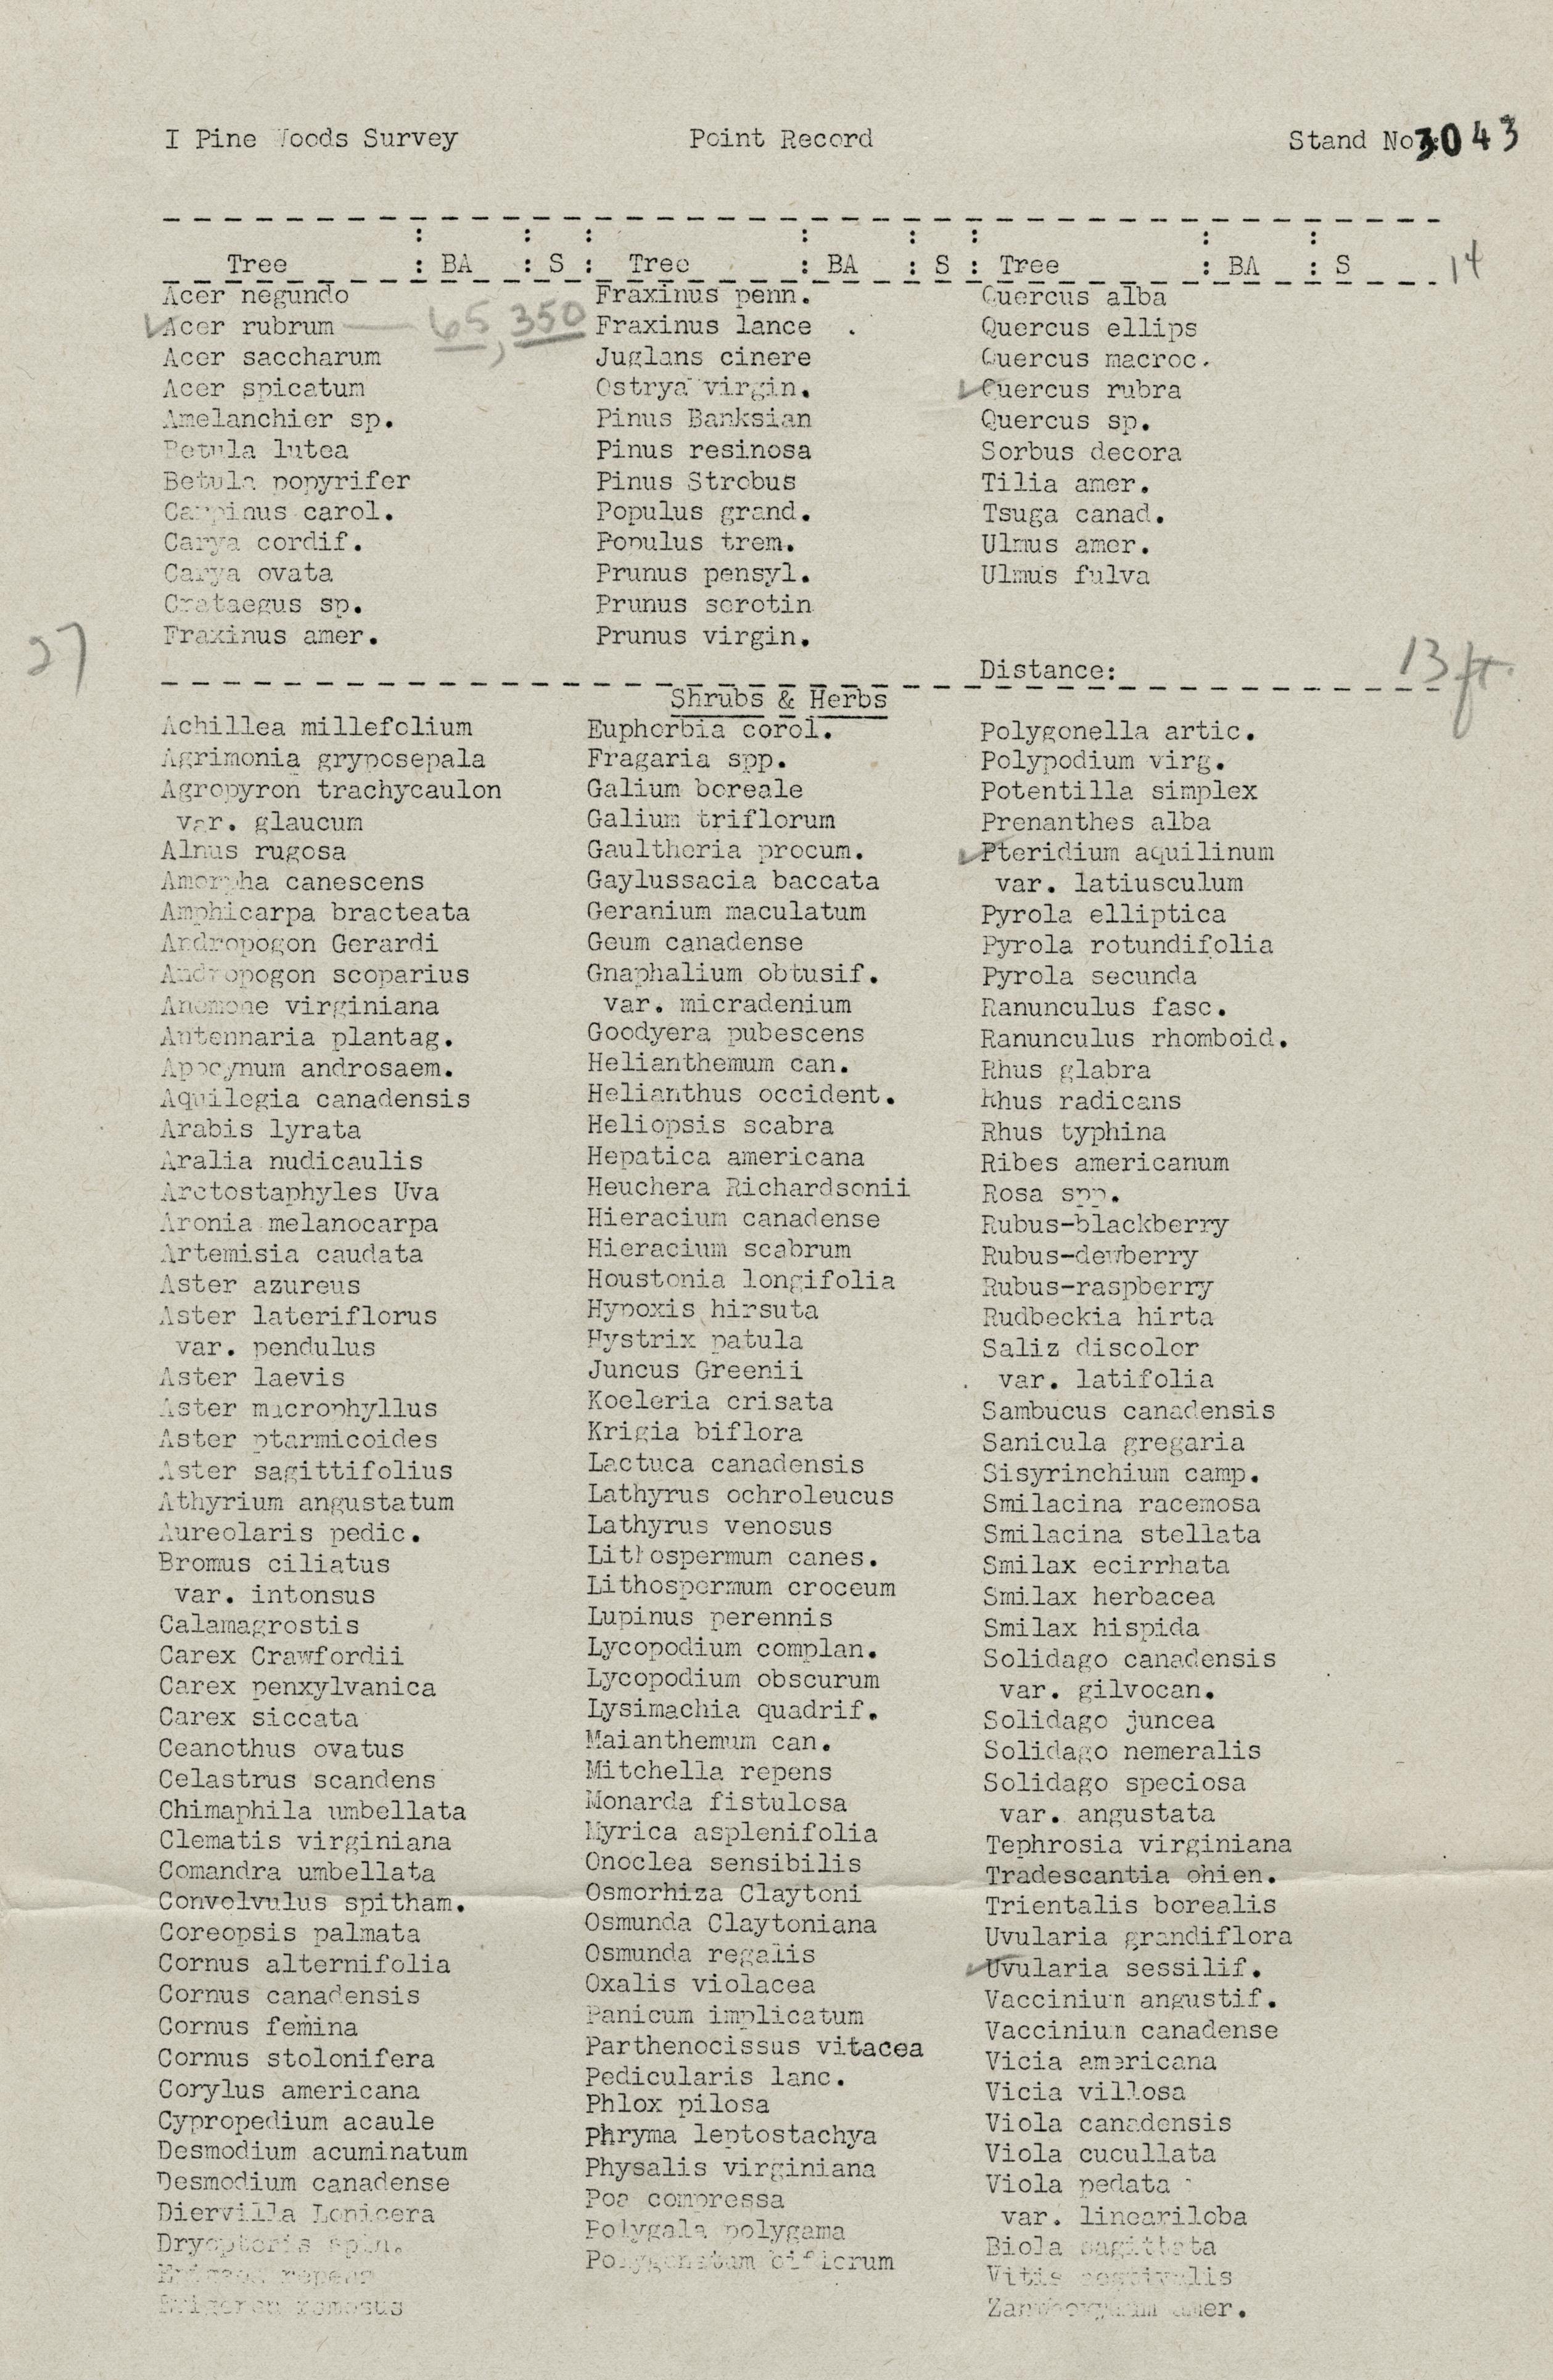 I Pine Woods Survey Point Record Stand No. 3043
Tree : BA : S : Tree : BA : S : Tree : BA : S 14
Acer negundo Fraxinus penn. Quercus alba
✓Acer rubrum — 65, 350 Fraxinus lance . Quercus ellips
Acer saccharum Juglans cinere Quercus macroc.
Acer spicatum Ostrya virgin. ✓Quercus rubra
Amelanchier sp. Pinus Banksian Quercus sp.
Betula lutea Pinus resinosa Sorbus decora
Betula popyrifer Pinus Strobus Tilia amer.
Carpinus carol. Populus grand. Tsuga canad.
Carya cordif. Populus trem. Ulmus amer.
Carya ovata Prunus pensyl. Ulmus fulva
Crataegus sp. Prunus serotin
27 Fraxinus amer. Prunus virgin.
Distance: 13 ft.
Shrubs & Herbs
Achillea millefolium Euphorbia corol. Polygonella artic.
Agrimonia gryposepala Fragaria spp. Polypodium virg.
Agropyron trachycaulon Galium boreale Potentilla simplex
var. glaucum Galium triflorum Prenanthes alba
Alnus rugosa Gaultheria procum. ✓Pteridium aquilinum
Amorpha canescens Gaylussacia baccata var. latiusculum
Amphicarpa bracteata Geranium maculatum Pyrola elliptica
Andropogon Gerardi Geum canadense Pyrola rotundifolia
Andropogon scoparius Gnaphalium obtusif. Pyrola secunda
Anemone virginiana var. micradenium Ranunculus fasc.
Antennaria plantag. Goodyera pubescens Ranunculus rhomboid.
Apocynum androsaem. Helianthemum can. Rhus glabra
Aquilegia canadensis Helianthus occident. Rhus radicans
Arabis lyrata Heliopsis scabra Rhus typhina
Aralia nudicaulis Hepatica americana Ribes americanum
Arctostaphyles Uva Heuchera Richardsonii Rosa spp.
Aronia melanocarpa Hieracium canadense Rubus-blackberry
Artemisia caudata Hieracium scabrum Rubus-dewberry
Aster azureus Houstonia longifolia Rubus-raspberry
Aster lateriflorus Hypoxis hirsuta Rudbeckia hirta
var. pendulus Hystrix patula Saliz discolor
Aster laevis Juncus Greenii var. latifolia
Aster macrophyllus Koeleria crisata Sambucus canadensis
Aster ptarmicoides Krigia biflora Sanicula gregaria
Aster sagittifolius Lactuca canadensis Sisyrinchium camp.
Athyrium angustatum Lathyrus ochroleucus Smilacina racemosa
Aureolaris pedic. Lathyrus venosus Smilacina stellata
Bromus ciliatus Lithospermum canes. Smilax ecirrhata
var. intonsus Lithospermum croceum Smilax herbacea
Calamagrostis Lupinus perennis Smilax hispida
Carex Crawfordii Lycopodium complan. Solidago canadensis
Carex penxylvanica Lycopodium obscurum var. gilvocan.
Carex siccata Lysimachia quadrif. Solidago juncea
Ceanothus ovatus Maianthemum can. Solidago nemeralis
Celastrus scandens Mitchella repens Solidago speciosa
Chimaphila umbellata Monarda fistulosa var. angustata
Clematis virginiana Myrica asplenifolia Tephrosia virginiana
Comandra umbellata Onoclea sensibilis Tradescantia ohien.
Convolvulus spitham. Osmorhiza Claytoni Trientalis borealis
Coreopsis palmata Osmunda Claytoniana Uvularia grandiflora
Cornus alternifolia Osmunda regalis ✓Uvularia sessilif.
Cornus canadensis Oxalis violacea Vaccinium angustif.
Cornus femina Panicum implicatum Vaccinium canadense
Cornus stolonifera Parthenocissus vitacea Vicia americana
Corylus americana Pedicularis lanc. Vicia villosa
Cypropedium acaule Phlox pilosa Viola canadensis
Desmodium acuminatum Phryma leptostachya Viola cucullata
Desmodium canadense Physalis virginiana Viola pedata
Diervilla Lonicera Poa compressa var. lineariloba
Dryopteris spin. Polygala polygama Biola sagittata
repens Polygonatum biflorum Vitis aestivalis
Erigeron ramosus Zanthoxylum amer.